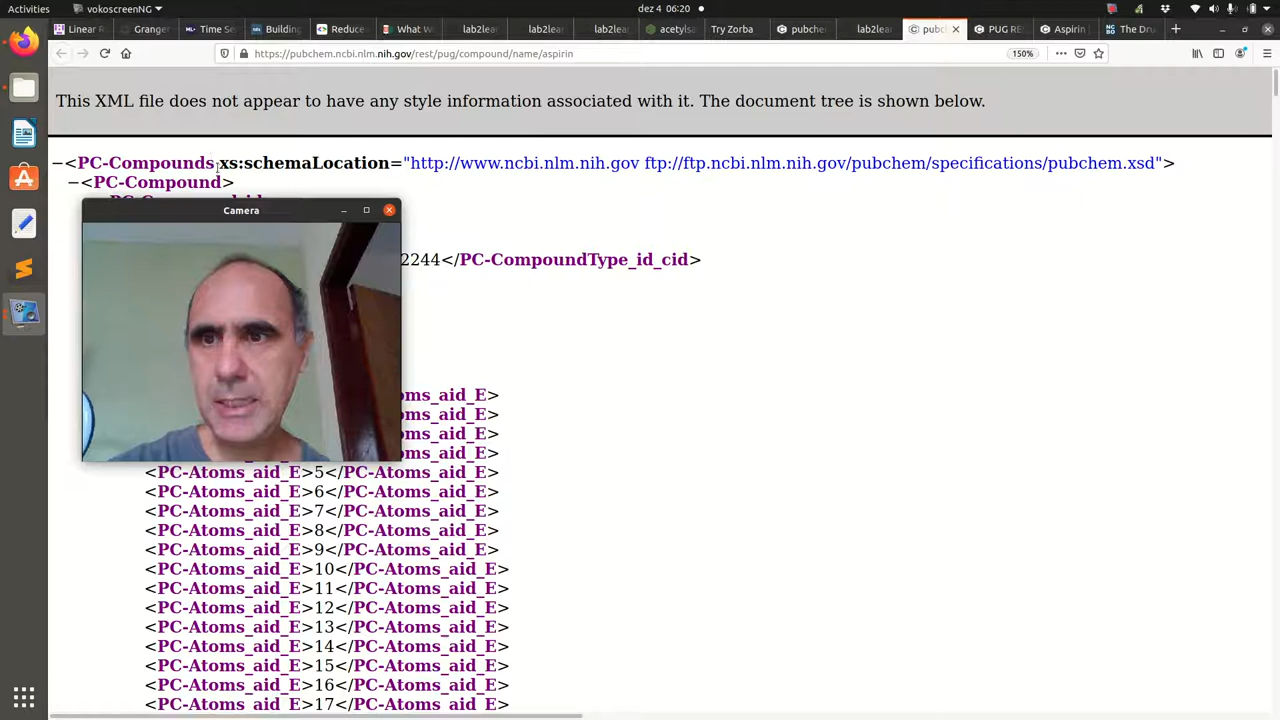 Activities vokoscreenNG dez 4 06:20
Linear R Granger Time Se Building Reduce What W lab2lear lab2lear lab2lear acetylsa Try Zorba pubchem lab2lear pubc PUG RES Aspirin | The Dru
https://pubchem.ncbi.nlm.nih.gov/rest/pug/compound/name/aspirin 150%
This XML file does not appear to have any style information associated with it. The document tree is shown below.
−<PC-Compounds xs:schemaLocation="http://www.ncbi.nlm.nih.gov ftp://ftp.ncbi.nlm.nih.gov/pubchem/specifications/pubchem.xsd">
−<PC-Compound>
Camera
2244</PC-CompoundType_id_cid>
oms_aid_E>
oms_aid_E>
oms_aid_E>
oms_aid_E>
<PC-Atoms_aid_E>5</PC-Atoms_aid_E>
<PC-Atoms_aid_E>6</PC-Atoms_aid_E>
<PC-Atoms_aid_E>7</PC-Atoms_aid_E>
<PC-Atoms_aid_E>8</PC-Atoms_aid_E>
<PC-Atoms_aid_E>9</PC-Atoms_aid_E>
<PC-Atoms_aid_E>10</PC-Atoms_aid_E>
<PC-Atoms_aid_E>11</PC-Atoms_aid_E>
<PC-Atoms_aid_E>12</PC-Atoms_aid_E>
<PC-Atoms_aid_E>13</PC-Atoms_aid_E>
<PC-Atoms_aid_E>14</PC-Atoms_aid_E>
<PC-Atoms_aid_E>15</PC-Atoms_aid_E>
<PC-Atoms_aid_E>16</PC-Atoms_aid_E>
<PC-Atoms_aid_E>17</PC-Atoms_aid_E>